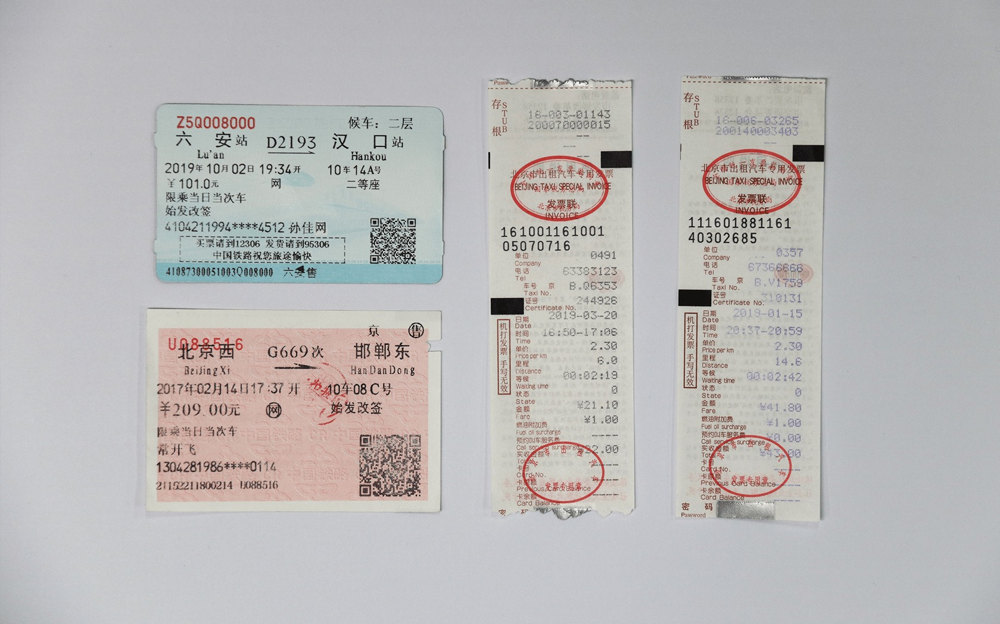 Z5Q008000 候车：二层
六安站 D2193 汉口站
Lu'an Hankou
2019年10月02日 19:34开 10车14A号
¥101.0元 网 二等座
限乘当日当次车
始发改签
4104211994****4512 孙佳网
买票请到12306 发货请到95306
中国铁路祝您旅途愉快
41087300051003Q008000 六安售
京 售
U088516
北京西 G669次 邯郸东
BeiJingXi HanDanDong
2017年02月14日17:37开 10车08C号
¥209.00元 网 始发改签
限乘当日当次车
常开飞
1304281986****0114
21152211800214 U088516
存根
STUB
16-003-01143
200070000015
北京市出租汽车专用发票
BEIJING TAXI SPECIAL INVOICE
发票联
INVOICE
161001161001
05070716
单位 0491
Company
电话 63383123
Tel
车号 京 B.Q6353
Taxi No.
证号 244926
Certificate No.
机打发票 手写无效
日期 2019-03-20
Date
时间 16:50-17:06
Time
单价 2.30
Price per km
里程 6.0
Distance
等候 00:02:19
Waiting time
状态 0
State
金额 ¥21.10
Fare
燃油附加费 ¥1.00
Fuel oil surcharge
预约叫车服务费 ----
Call service surcharge
实收金额 22.00
Total
卡号 ----
Card No.
卡原额 ----
Previous Card Balance
卡余额 ----
Card Balance
北京市出租汽车
发票专用章
密码
Password
存根
STUB
16-006-03265
200140003403
北京市出租汽车专用发票
BEIJING TAXI SPECIAL INVOICE
发票联
INVOICE
111601881161
40302685
单位 0357
Company
电话 67366866
Tel
车号 京 B.V1759
Taxi No.
证号 310131
Certificate No.
机打发票 手写无效
日期 2019-01-15
Date
时间 20:37-20:59
Time
单价 2.30
Price per km
里程 14.6
Distance
等候 00:02:42
Waiting time
状态 0
State
金额 ¥41.80
Fare
燃油附加费 ¥1.00
Fuel oil surcharge
预约叫车服务费 ¥0.00
Call service surcharge
实收金额 ¥43.00
Total
卡号 ----
Card No.
卡原额 ----
Previous Card Balance
卡余额 ----
Card Balance
北京市出租汽车
发票专用章
密码
Password